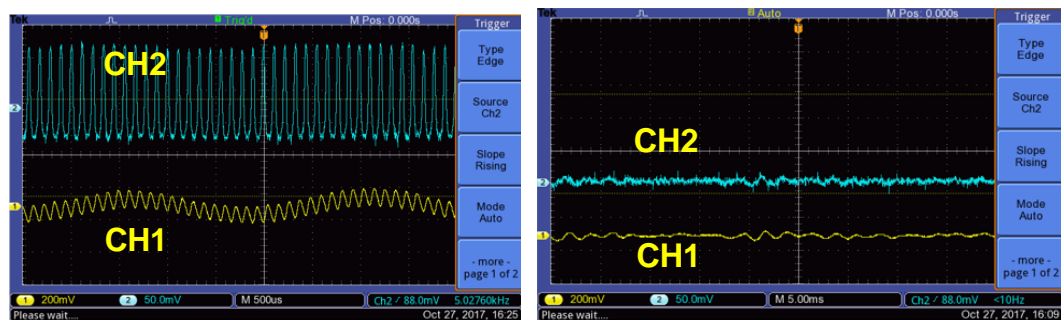 Tek
Trig'd
M Pos: 0.000s
Trigger
Type
Edge
Source
Ch2
Slope
Rising
Mode
Auto
- more -
page 1 of 2
CH2
CH1
T
2
1
1 200mV
2 50.0mV
M 500us
Ch2 / 88.0mV
5.02760kHz
Please wait....
Oct 27, 2017, 16:25
Tek
Auto
M Pos: 0.000s
Trigger
Type
Edge
Source
Ch2
Slope
Rising
Mode
Auto
- more -
page 1 of 2
CH2
CH1
T
2
1
1 200mV
2 50.0mV
M 5.00ms
Ch2 / 88.0mV
<10Hz
Please wait....
Oct 27, 2017, 16:09